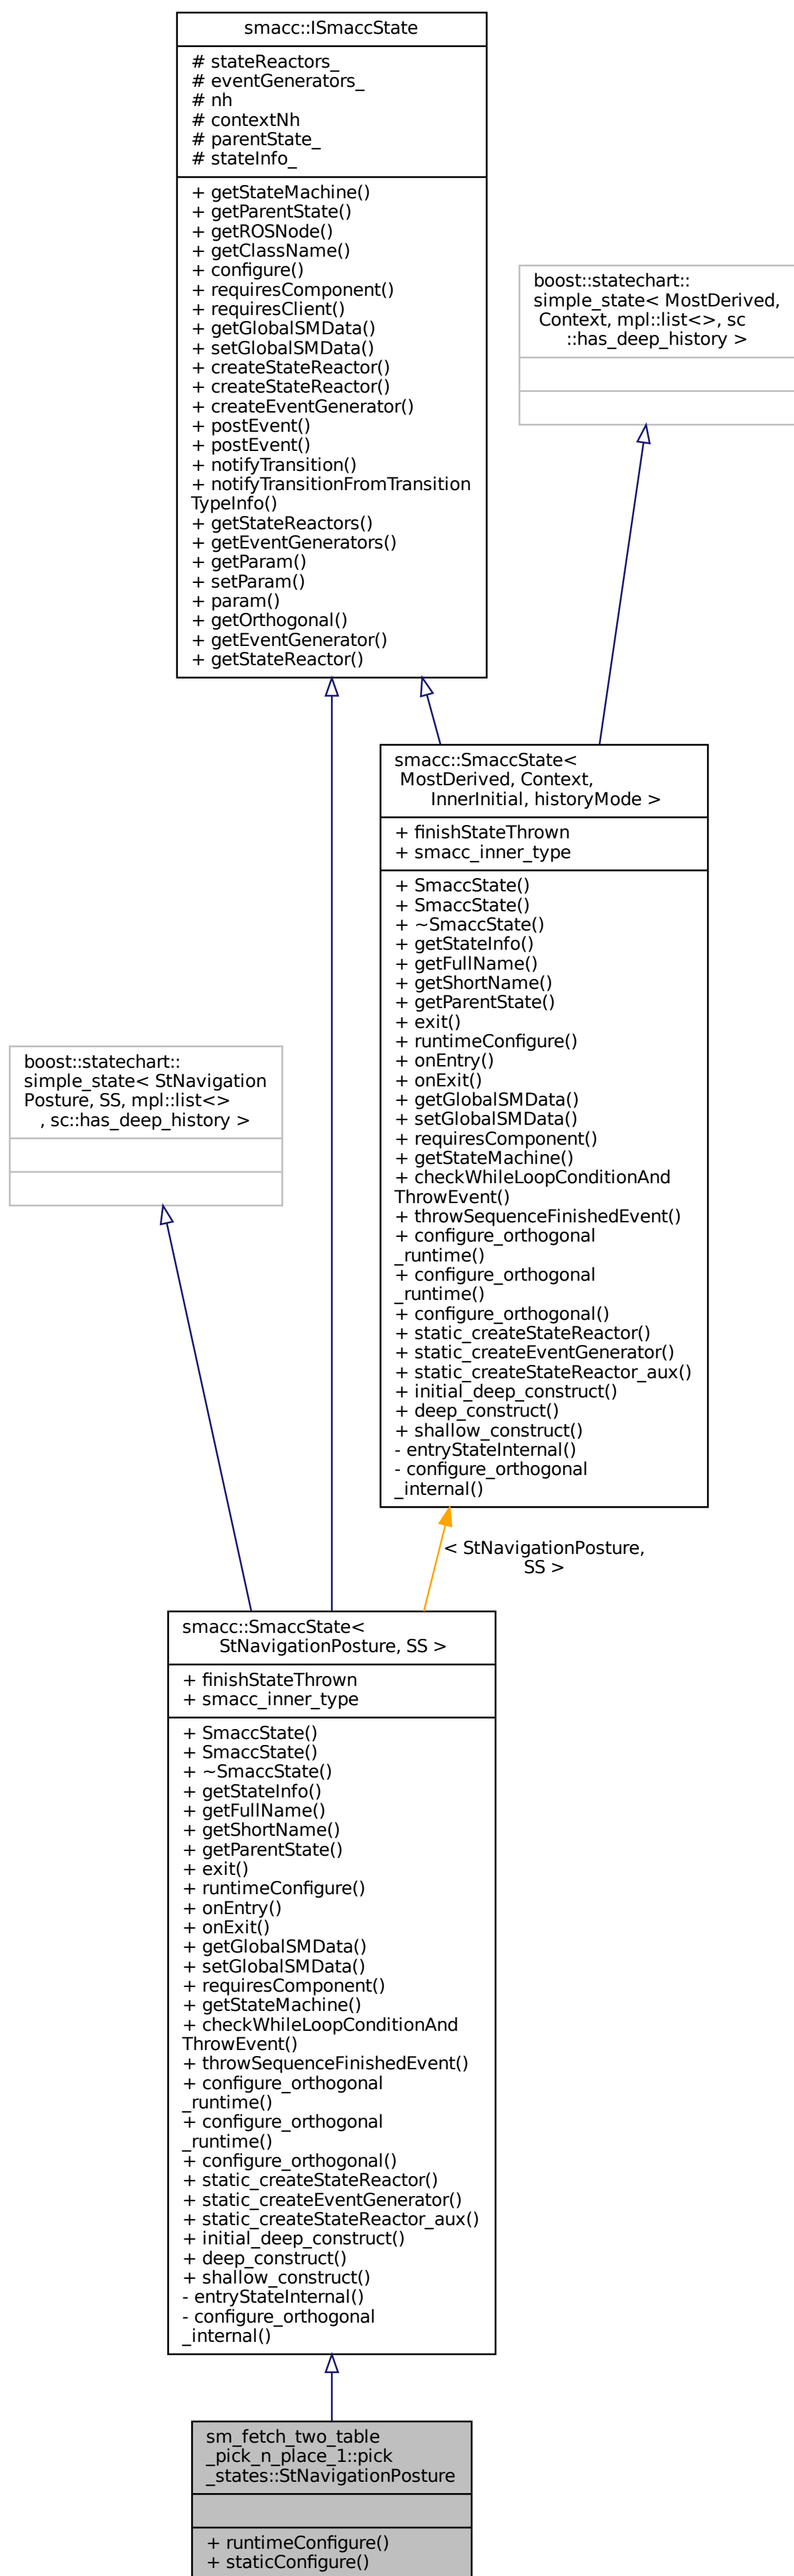 smacc::ISmaccState
# stateReactors_
# eventGenerators_
# nh
# contextNh
# parentState_
# stateInfo_
+ getStateMachine()
+ getParentState()
+ getROSNode()
+ getClassName()
+ configure()
+ requiresComponent()
+ requiresClient()
+ getGlobalSMData()
+ setGlobalSMData()
+ createStateReactor()
+ createStateReactor()
+ createEventGenerator()
+ postEvent()
+ postEvent()
+ notifyTransition()
+ notifyTransitionFromTransition
TypeInfo()
+ getStateReactors()
+ getEventGenerators()
+ getParam()
+ setParam()
+ param()
+ getOrthogonal()
+ getEventGenerator()
+ getStateReactor()
boost::statechart::
simple_state< MostDerived,
Context, mpl::list<>, sc
::has_deep_history >
smacc::SmaccState<
MostDerived, Context,
InnerInitial, historyMode >
+ finishStateThrown
+ smacc_inner_type
+ SmaccState()
+ SmaccState()
+ ~SmaccState()
+ getStateInfo()
+ getFullName()
+ getShortName()
+ getParentState()
+ exit()
+ runtimeConfigure()
+ onEntry()
+ onExit()
+ getGlobalSMData()
+ setGlobalSMData()
+ requiresComponent()
+ getStateMachine()
+ checkWhileLoopConditionAnd
ThrowEvent()
+ throwSequenceFinishedEvent()
+ configure_orthogonal
_runtime()
+ configure_orthogonal
_runtime()
+ configure_orthogonal()
+ static_createStateReactor()
+ static_createEventGenerator()
+ static_createStateReactor_aux()
+ initial_deep_construct()
+ deep_construct()
+ shallow_construct()
- entryStateInternal()
- configure_orthogonal
_internal()
boost::statechart::
simple_state< StNavigation
Posture, SS, mpl::list<>
, sc::has_deep_history >
< StNavigationPosture,
SS >
smacc::SmaccState<
StNavigationPosture, SS >
+ finishStateThrown
+ smacc_inner_type
+ SmaccState()
+ SmaccState()
+ ~SmaccState()
+ getStateInfo()
+ getFullName()
+ getShortName()
+ getParentState()
+ exit()
+ runtimeConfigure()
+ onEntry()
+ onExit()
+ getGlobalSMData()
+ setGlobalSMData()
+ requiresComponent()
+ getStateMachine()
+ checkWhileLoopConditionAnd
ThrowEvent()
+ throwSequenceFinishedEvent()
+ configure_orthogonal
_runtime()
+ configure_orthogonal
_runtime()
+ configure_orthogonal()
+ static_createStateReactor()
+ static_createEventGenerator()
+ static_createStateReactor_aux()
+ initial_deep_construct()
+ deep_construct()
+ shallow_construct()
- entryStateInternal()
- configure_orthogonal
_internal()
sm_fetch_two_table
_pick_n_place_1::pick
_states::StNavigationPosture
+ runtimeConfigure()
+ staticConfigure()